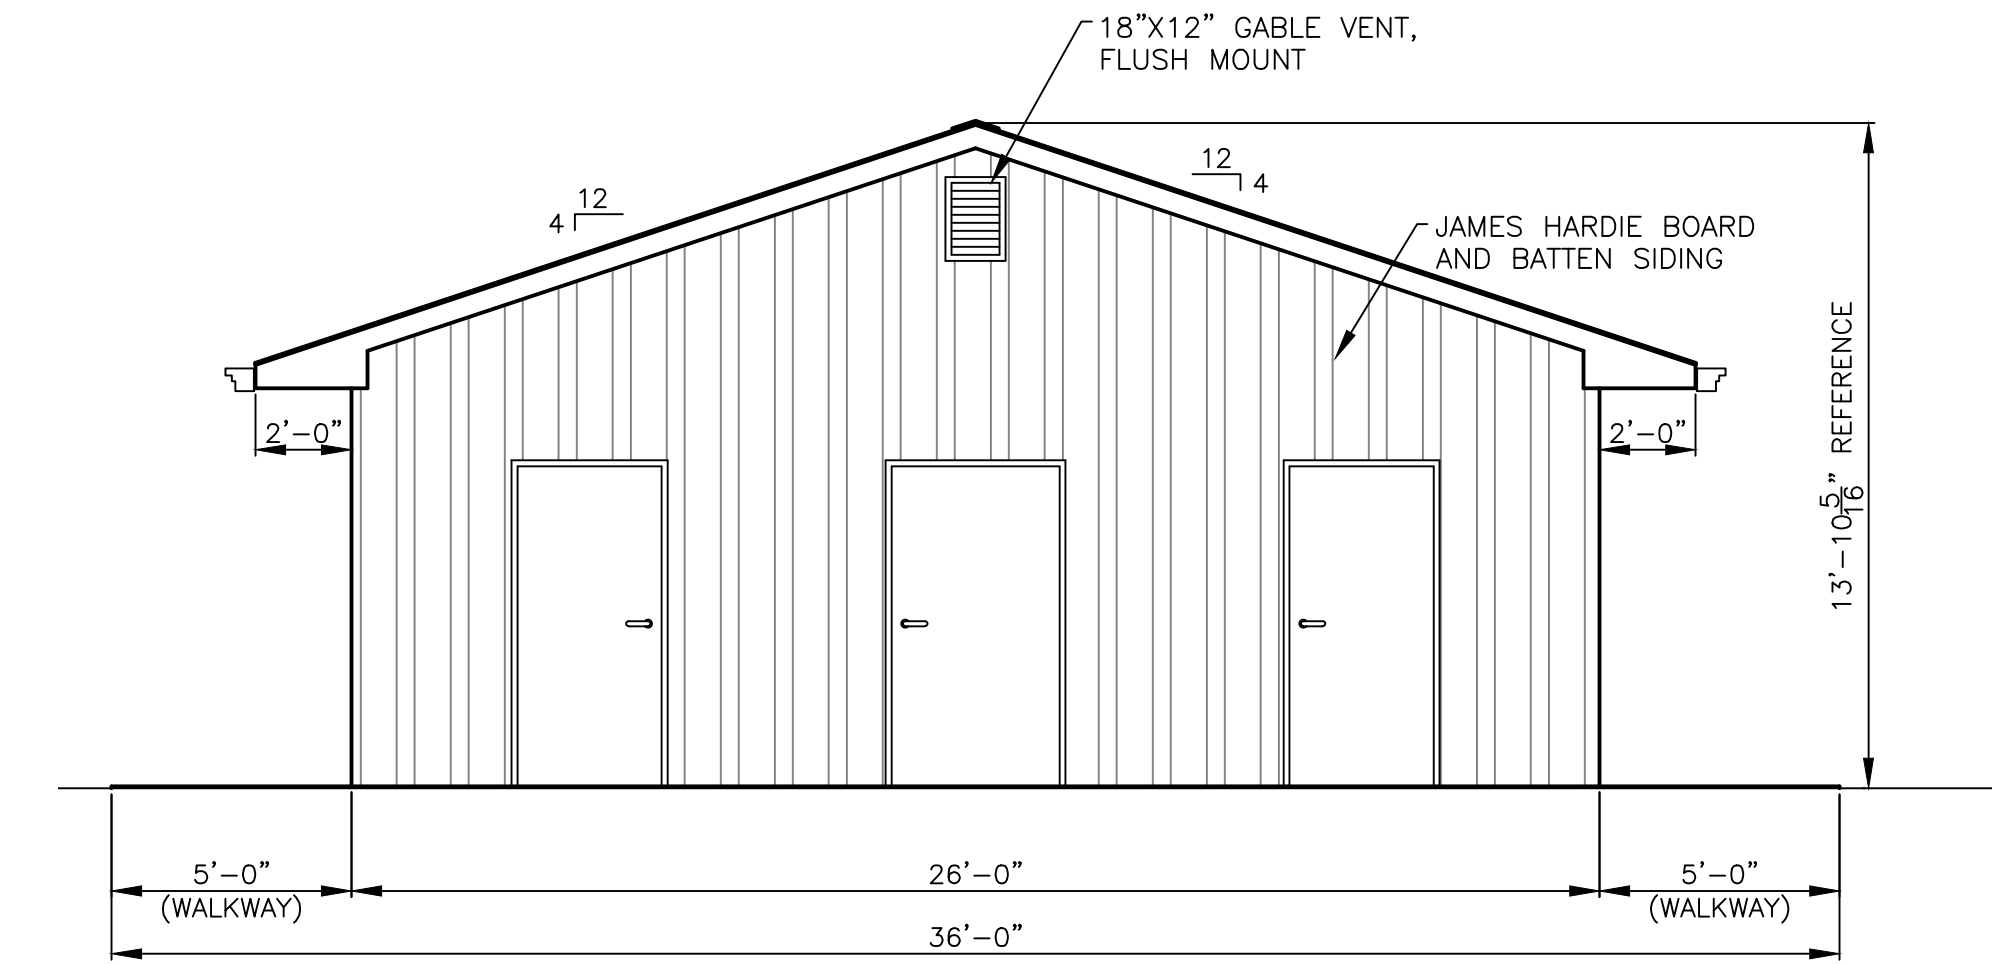 18”X12” GABLE VENT,
FLUSH MOUNT
12
4
12
4
JAMES HARDIE BOARD
AND BATTEN SIDING
2’-0”
2’-0”
13’-10 5/16” REFERENCE
5’-0”
(WALKWAY)
26’-0”
5’-0”
(WALKWAY)
36’-0”